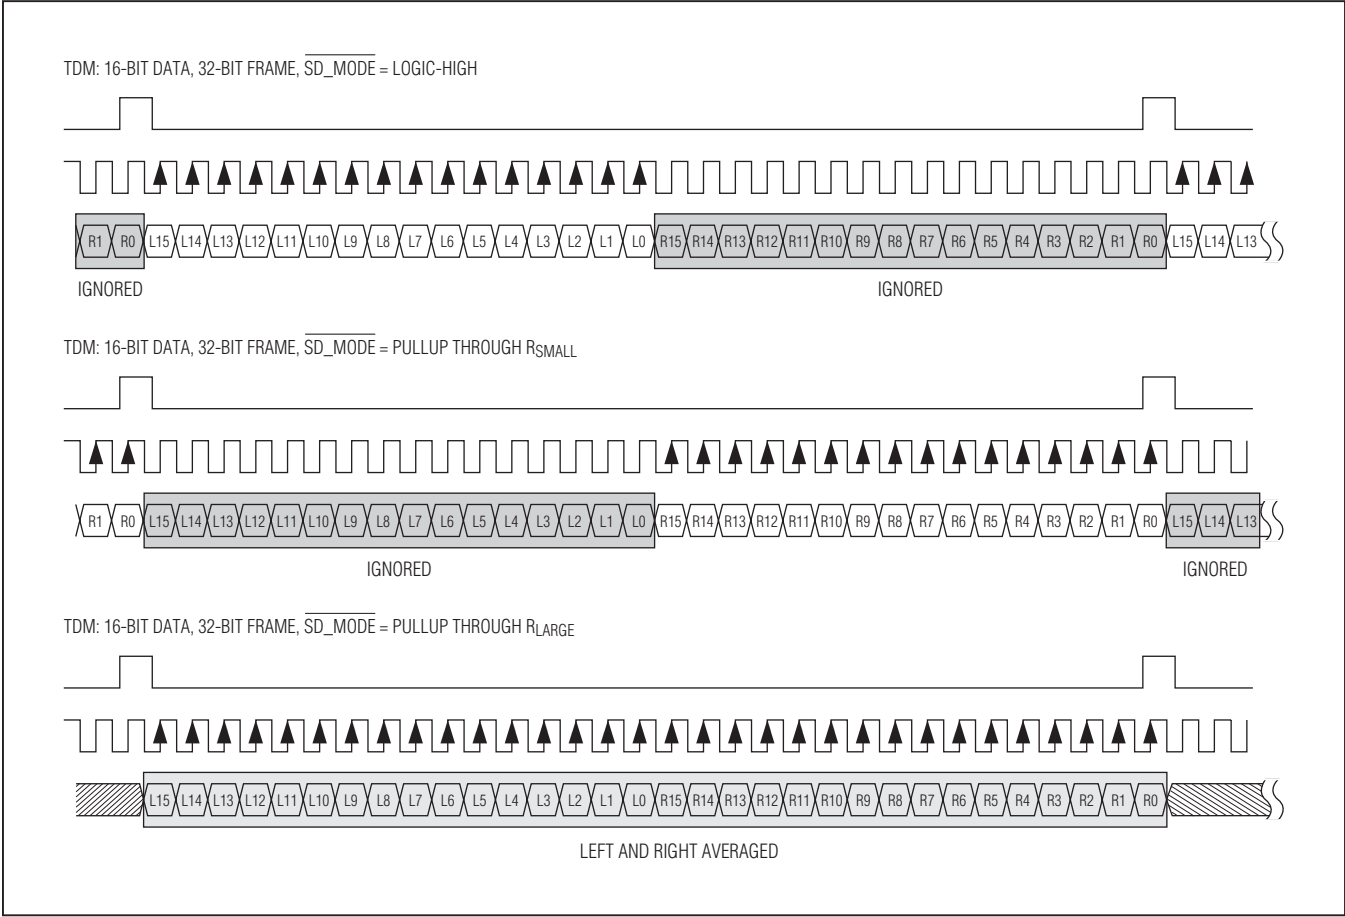 TDM: 16-BIT DATA, 32-BIT FRAME, SD_MODE = LOGIC-HIGH
R1 R0 L15 L14 L13 L12 L11 L10 L9 L8 L7 L6 L5 L4 L3 L2 L1 L0 R15 R14 R13 R12 R11 R10 R9 R8 R7 R6 R5 R4 R3 R2 R1 R0 L15 L14 L13
IGNORED IGNORED
TDM: 16-BIT DATA, 32-BIT FRAME, SD_MODE = PULLUP THROUGH RSMALL
R1 R0 L15 L14 L13 L12 L11 L10 L9 L8 L7 L6 L5 L4 L3 L2 L1 L0 R15 R14 R13 R12 R11 R10 R9 R8 R7 R6 R5 R4 R3 R2 R1 R0 L15 L14 L13
IGNORED IGNORED
TDM: 16-BIT DATA, 32-BIT FRAME, SD_MODE = PULLUP THROUGH RLARGE
L15 L14 L13 L12 L11 L10 L9 L8 L7 L6 L5 L4 L3 L2 L1 L0 R15 R14 R13 R12 R11 R10 R9 R8 R7 R6 R5 R4 R3 R2 R1 R0
LEFT AND RIGHT AVERAGED